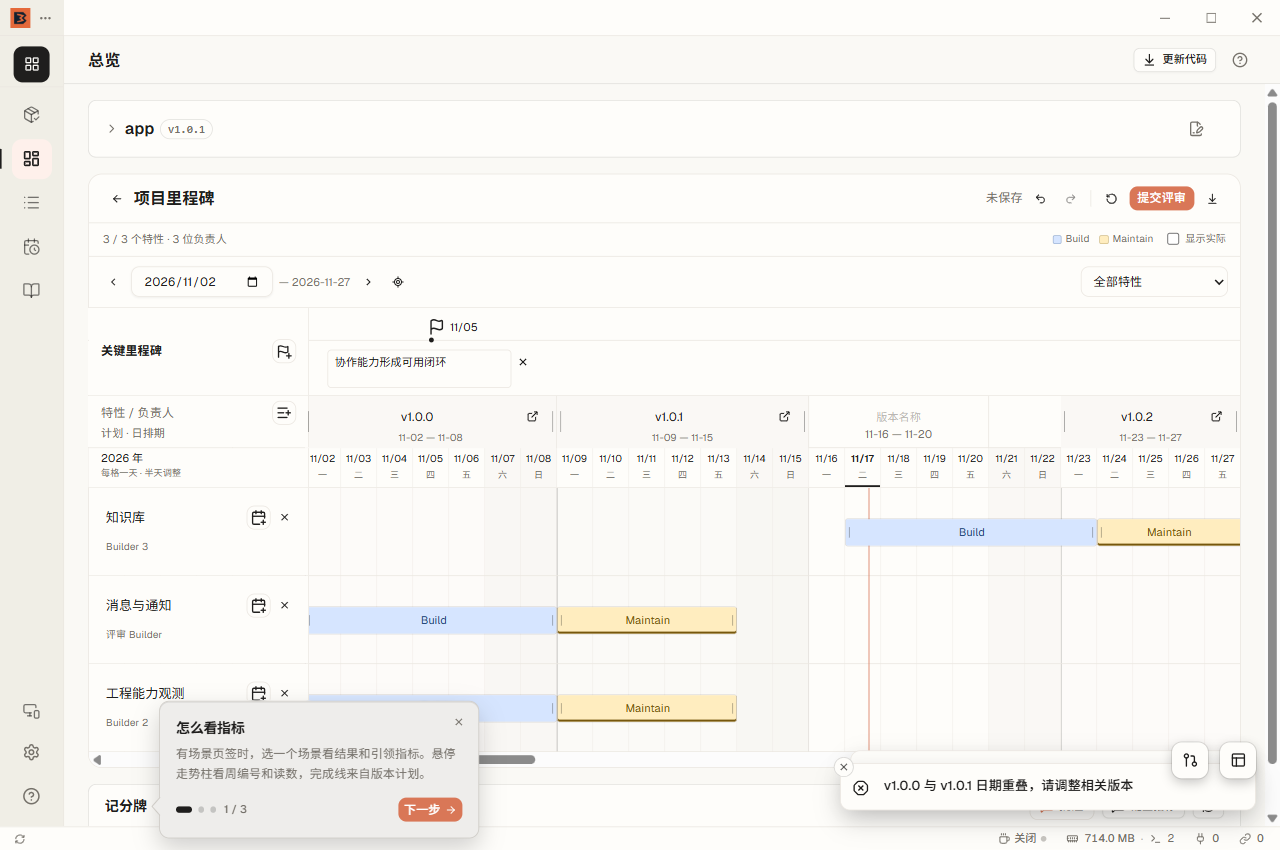 总览
更新代码
app v1.0.1
项目里程碑
未保存
提交评审
3 / 3 个特性 · 3 位负责人
Build Maintain 显示实际
2026/11/02 — 2026-11-27
全部特性
11/05
关键里程碑
协作能力形成可用闭环
特性 / 负责人
计划 · 日排期
v1.0.0 v1.0.1 版本名称 v1.0.2
11-02 — 11-08 11-09 — 11-15 11-16 — 11-20 11-23 — 11-27
2026 年
每格一天 · 半天调整
11/02 11/03 11/04 11/05 11/06 11/07 11/08 11/09 11/10 11/11 11/12 11/13 11/14 11/15 11/16 11/17 11/18 11/19 11/20 11/21 11/22 11/23 11/24 11/25 11/26 11/27
一 二 三 四 五 六 日 一 二 三 四 五 六 日 一 二 三 四 五 六 日 一 二 三 四 五
知识库
Builder 3
Build Maintain
消息与通知
评审 Builder
Build Maintain
工程能力观测
Builder 2
Maintain
怎么看指标
有场景页签时，选一个场景看结果和引领指标。悬停
走势柱看周编号和读数，完成线来自版本计划。
1 / 3
下一步
v1.0.0 与 v1.0.1 日期重叠，请调整相关版本
记分牌
关闭 714.0 MB · 2 0 0